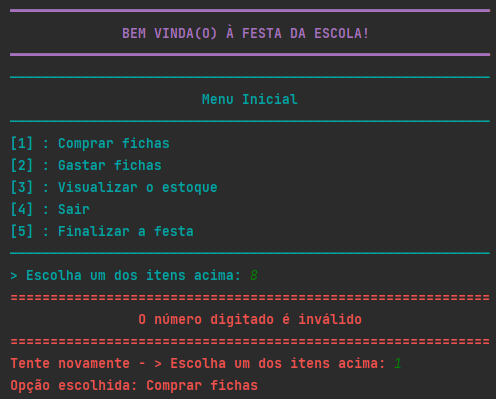 BEM VINDA(O) À FESTA DA ESCOLA!
Menu Inicial
[1] : Comprar fichas
[2] : Gastar fichas
[3] : Visualizar o estoque
[4] : Sair
[5] : Finalizar a festa
> Escolha um dos itens acima: 8
============================================================
O número digitado é inválido
============================================================
Tente novamente - > Escolha um dos itens acima: 1
Opção escolhida: Comprar fichas